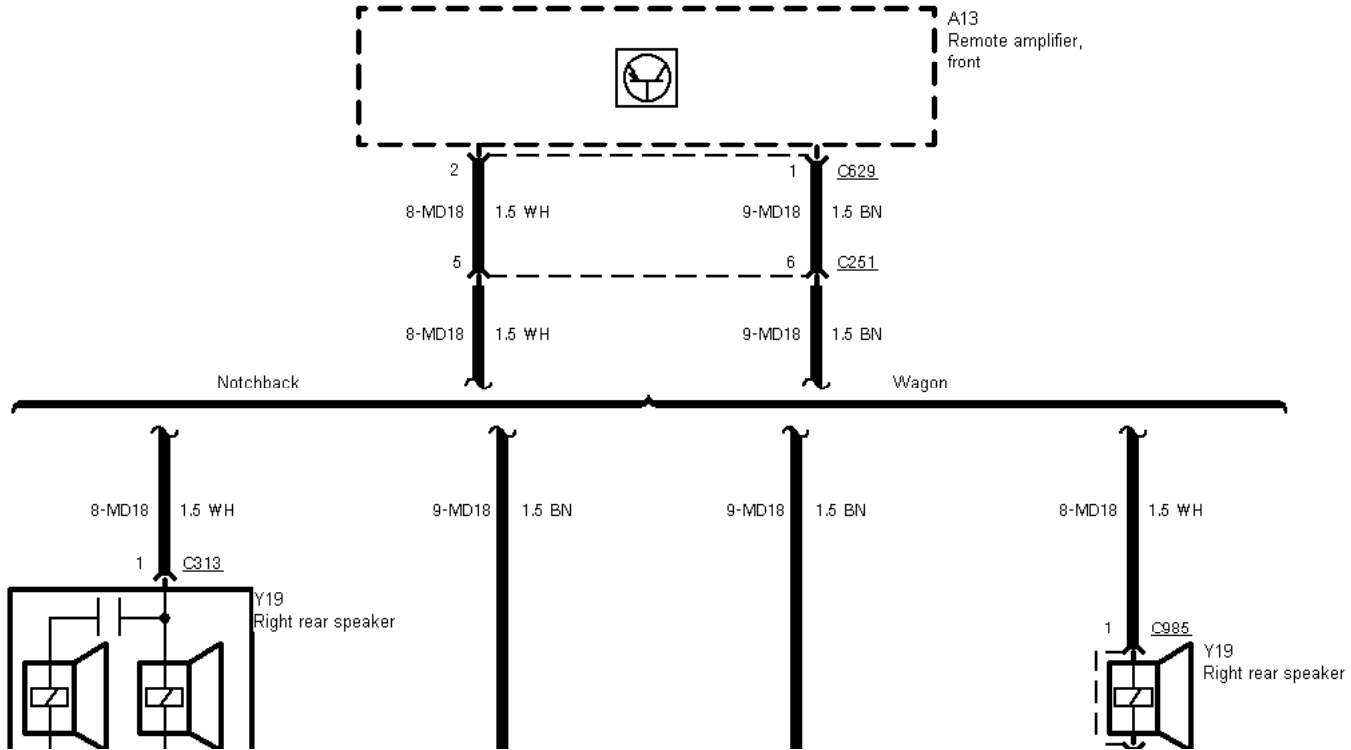 A13
Remote amplifier,
front
2
1 C629
8-MD18 1.5 WH
9-MD18 1.5 BN
5
6 C251
8-MD18 1.5 WH
9-MD18 1.5 BN
Notchback
Wagon
8-MD18 1.5 WH
9-MD18 1.5 BN
9-MD18 1.5 BN
8-MD18 1.5 WH
1 C313
Y19
Right rear speaker
1 C985
Y19
Right rear speaker